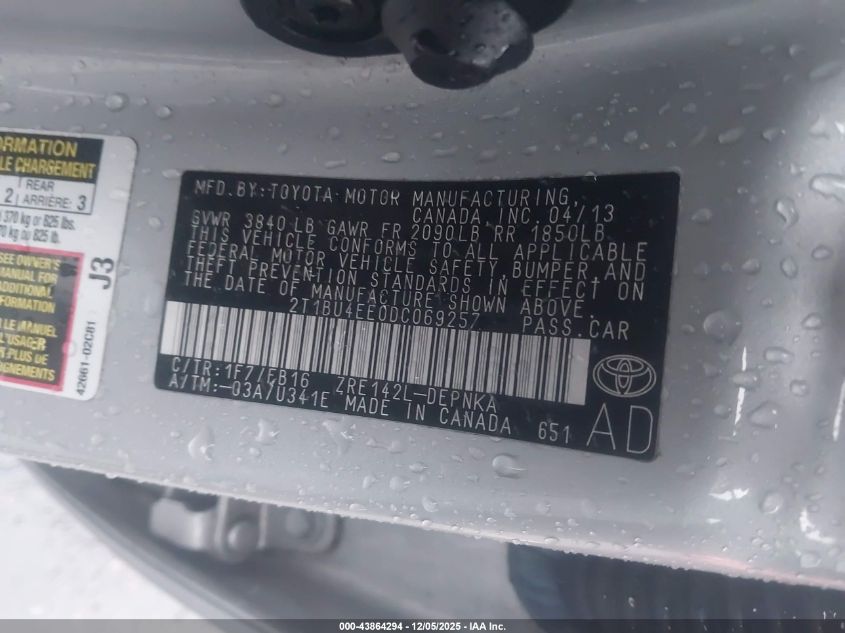 ORMATION
LE CHARGEMENT
2 REAR ARRIÈRE: 3
370 kg or 825 lbs.
70 kg ou 825 lb.
SEE OWNER'S
MANUAL FOR
INFORMATION
LE MANUEL
L'USAGER
R PLUS DE
IGNEMENTS
42661-02C81
J3
MFD.BY:TOYOTA MOTOR MANUFACTURING,
CANADA, INC. 04/13
GVWR 3840 LB GAWR FR 2090LB RR 1850LB
THIS VEHICLE CONFORMS TO ALL APPLICABLE
FEDERAL MOTOR VEHICLE SAFETY, BUMPER, AND
THEFT PREVENTION STANDARDS IN EFFECT ON
THE DATE OF MANUFACTURE SHOWN ABOVE.
2T1BU4EE0DC069257 PASS.CAR
C/TR:1F7/FB16 ZRE142L-DEPNKA
A/TM:-03A/U341E MADE IN CANADA 651
AD
TOYOTA
000-43864294 - 12/05/2025 - IAA Inc.